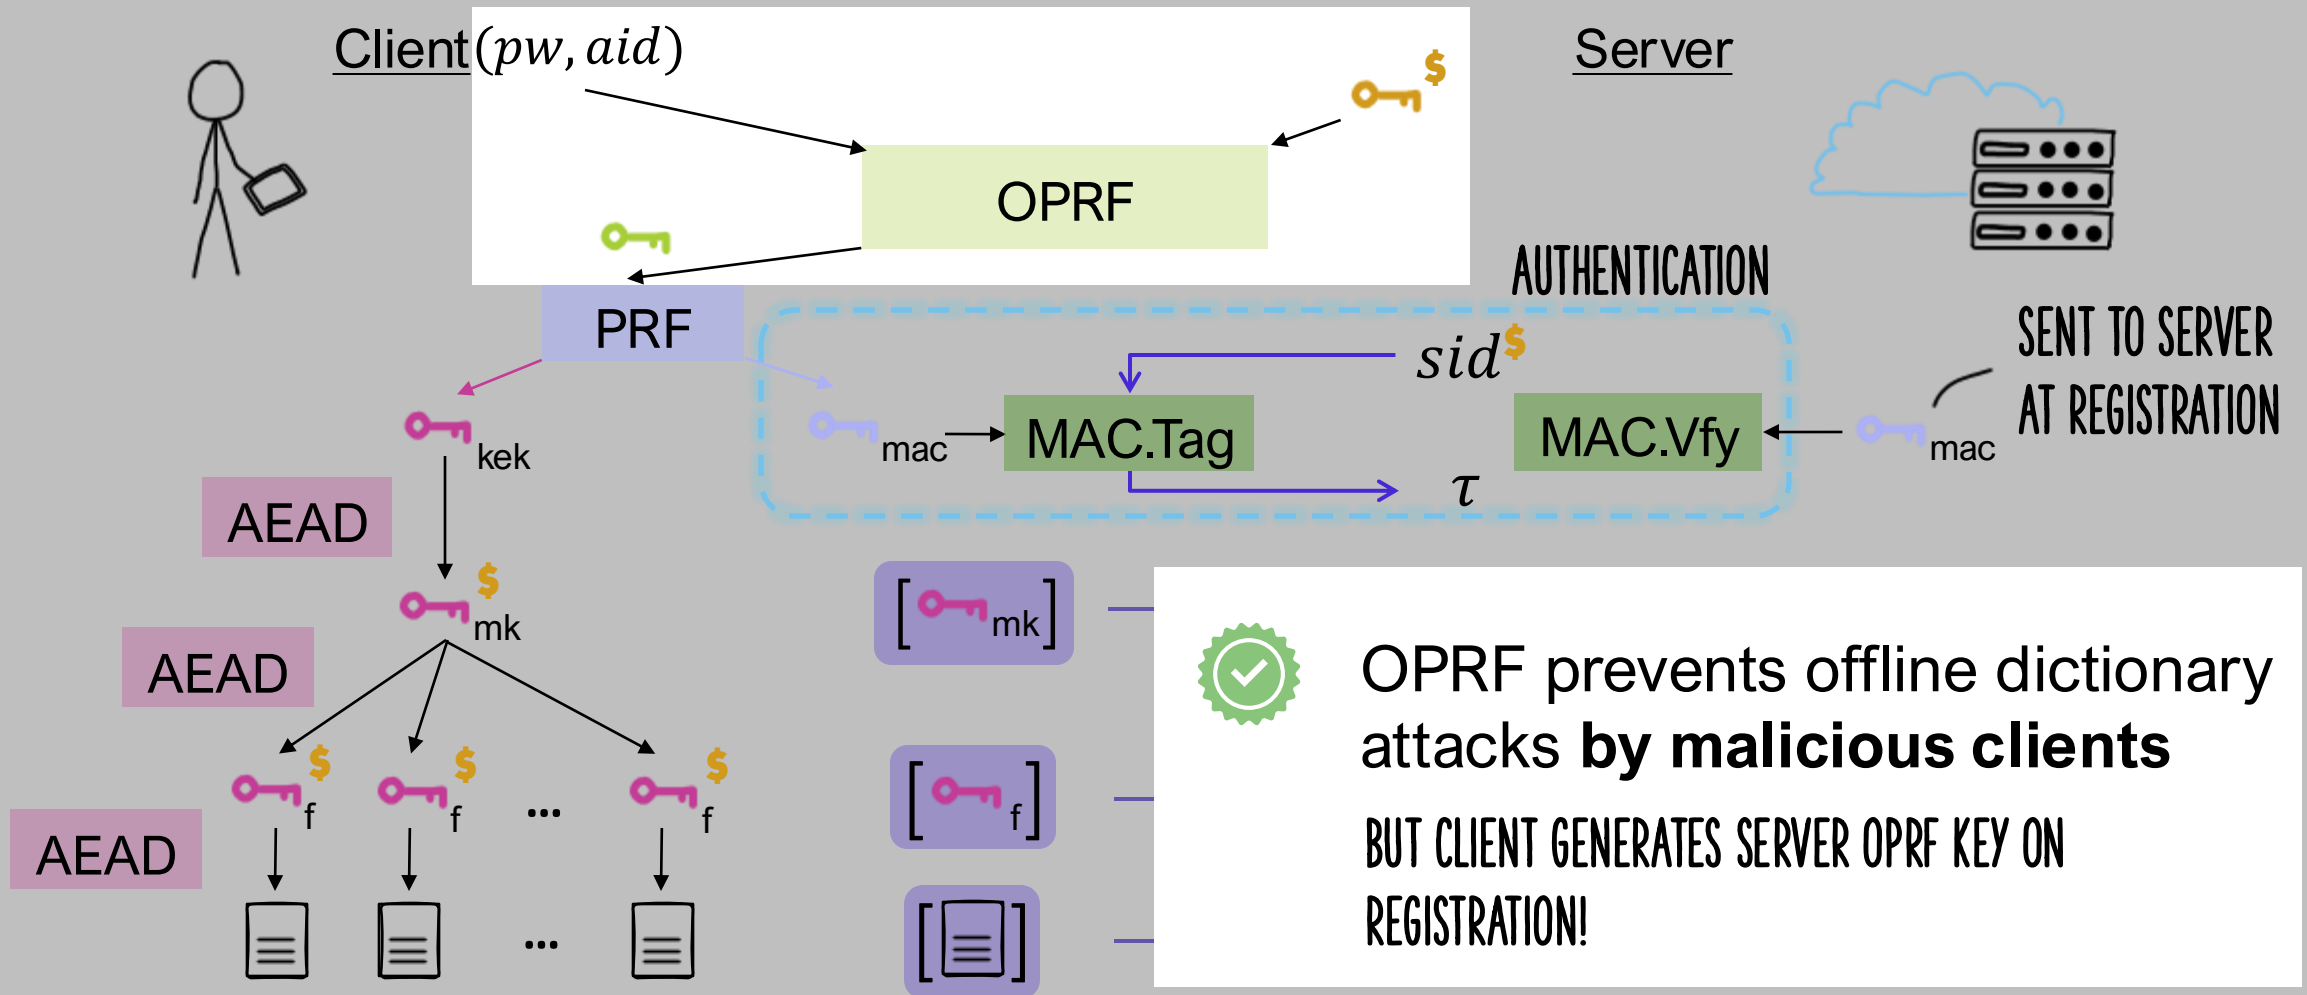 Client(pw, aid)
Server
$
OPRF
AUTHENTICATION
PRF
sid$
SENT TO SERVER
AT REGISTRATION
kek
mac
MAC.Tag
MAC.Vfy
mac
τ
AEAD
$
mk
[ mk]
AEAD
OPRF prevents offline dictionary
attacks by malicious clients
$ $ $
f f ... f
[ f]
AEAD
BUT CLIENT GENERATES SERVER OPRF KEY ON
REGISTRATION!
...
[ ]